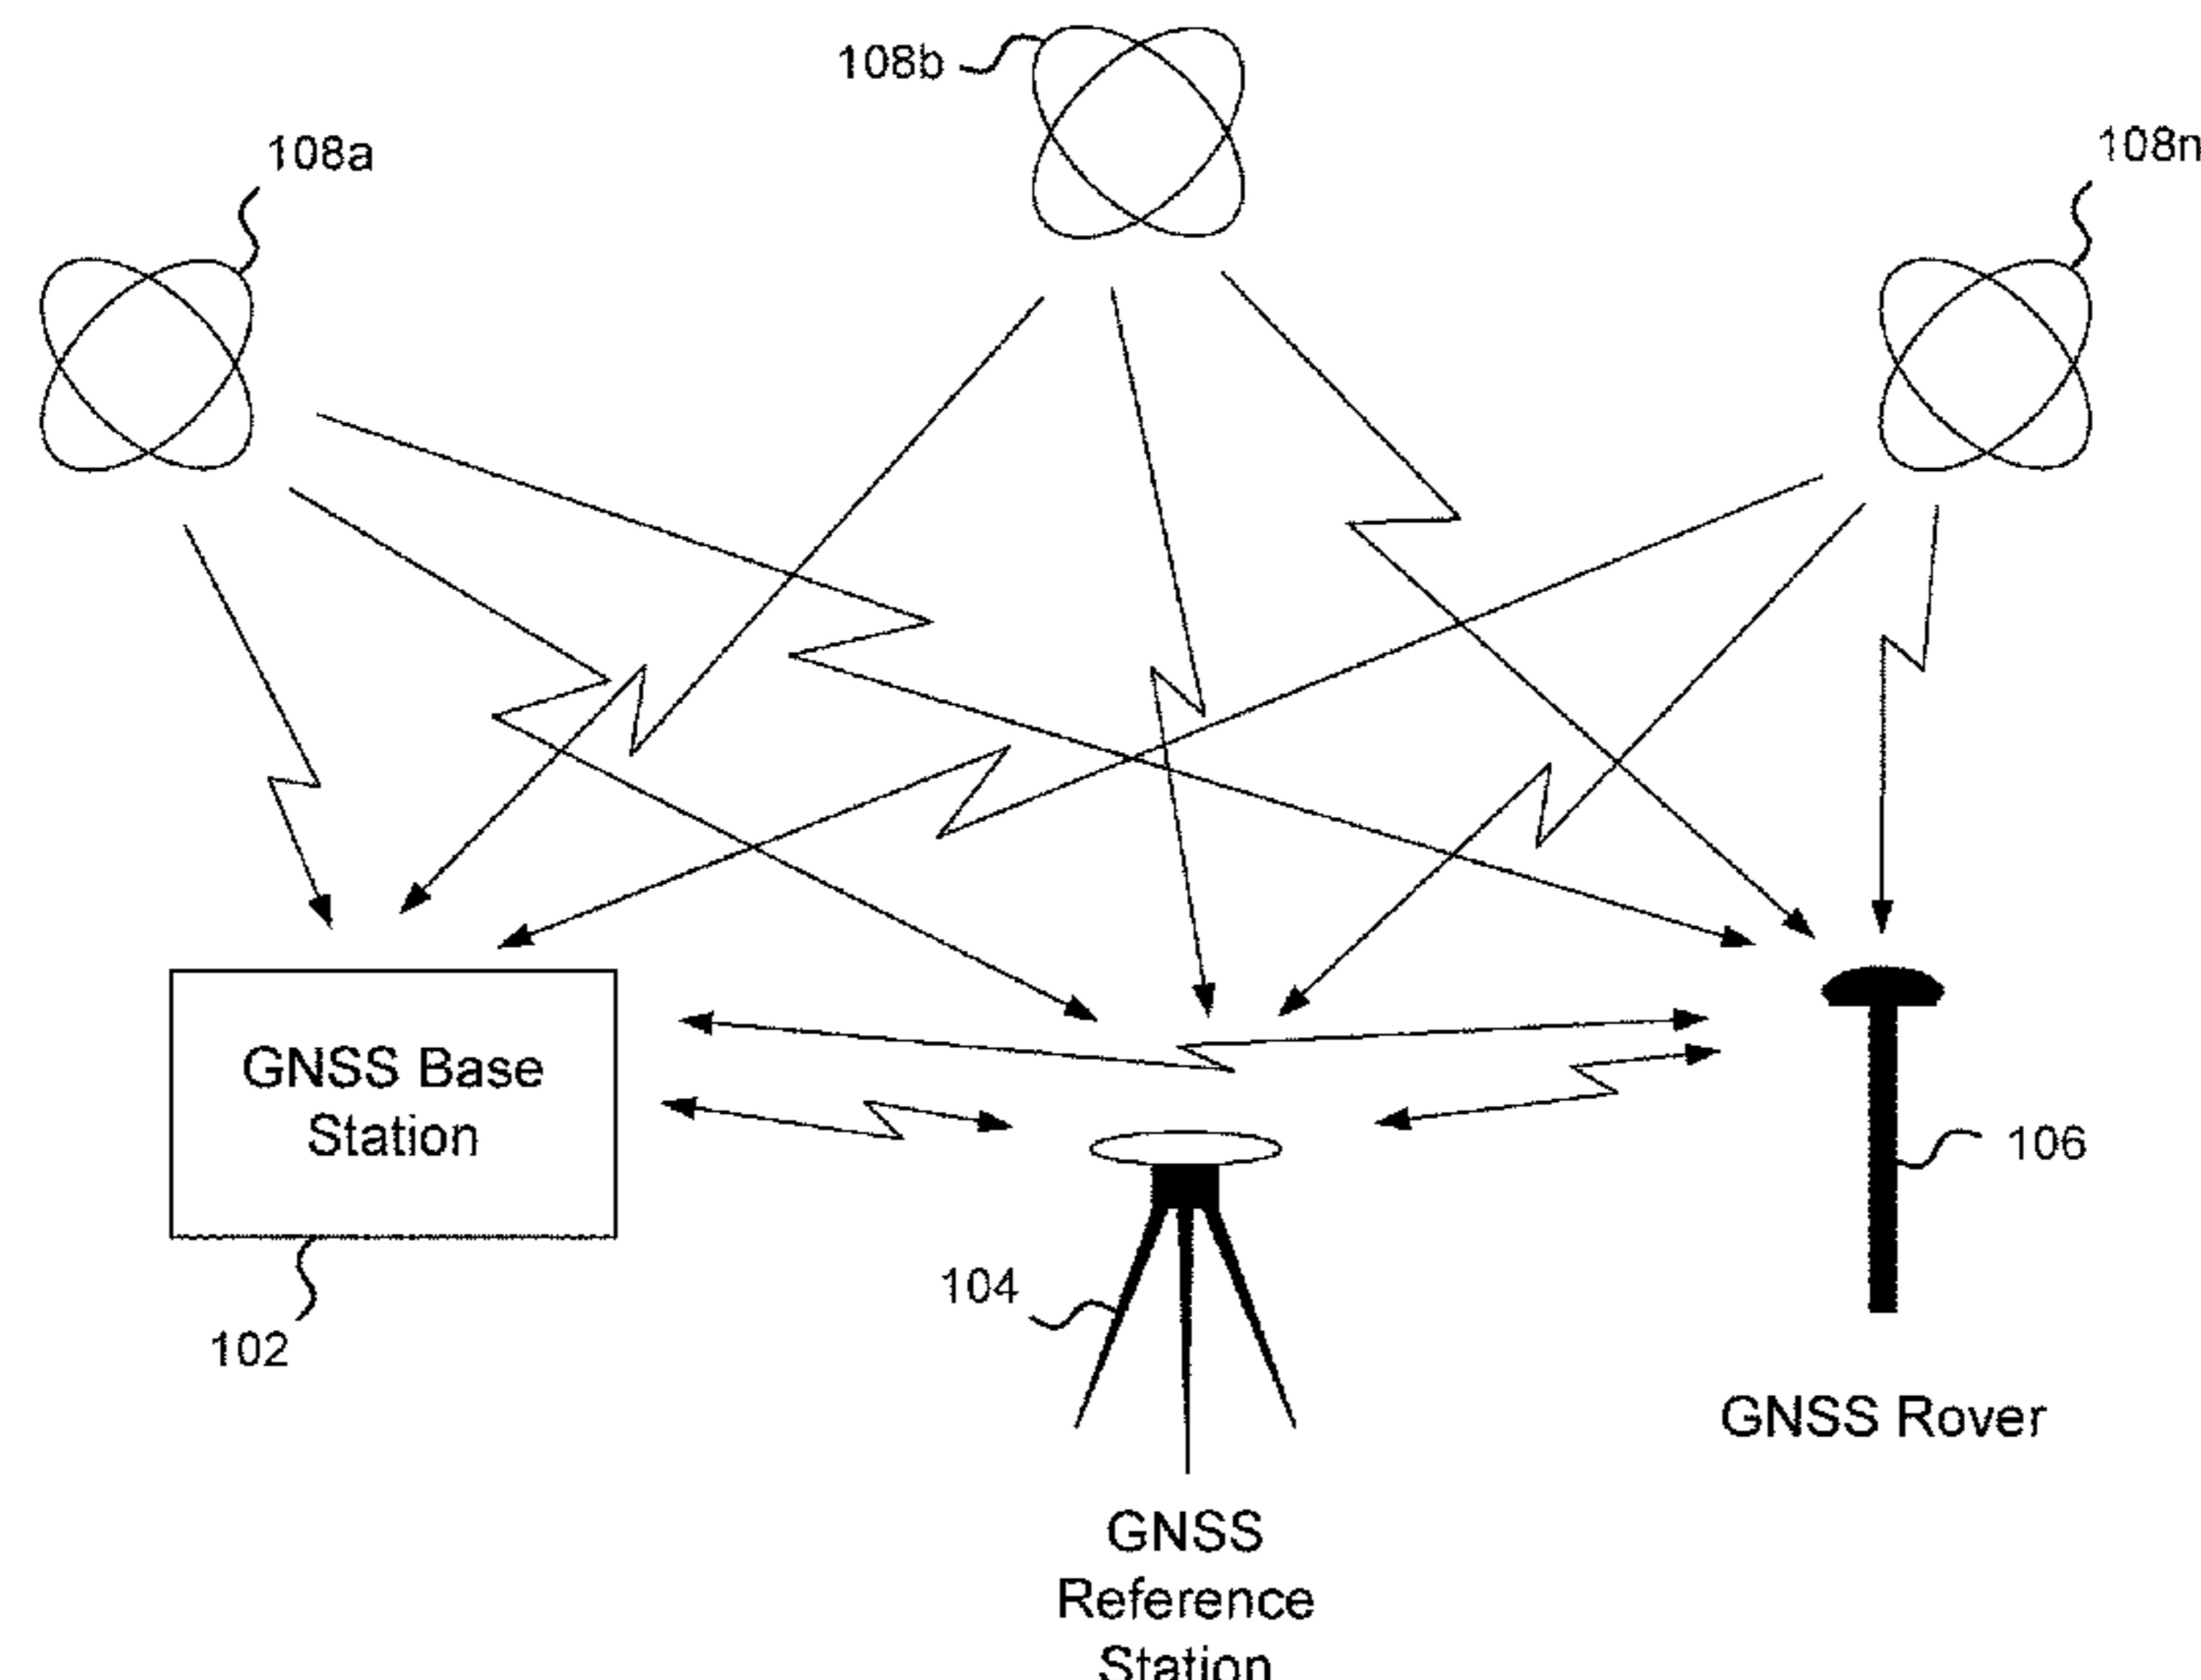 108b
108a
108n
GNSS Base
Station
102
104
106
GNSS Rover
GNSS
Reference
Station